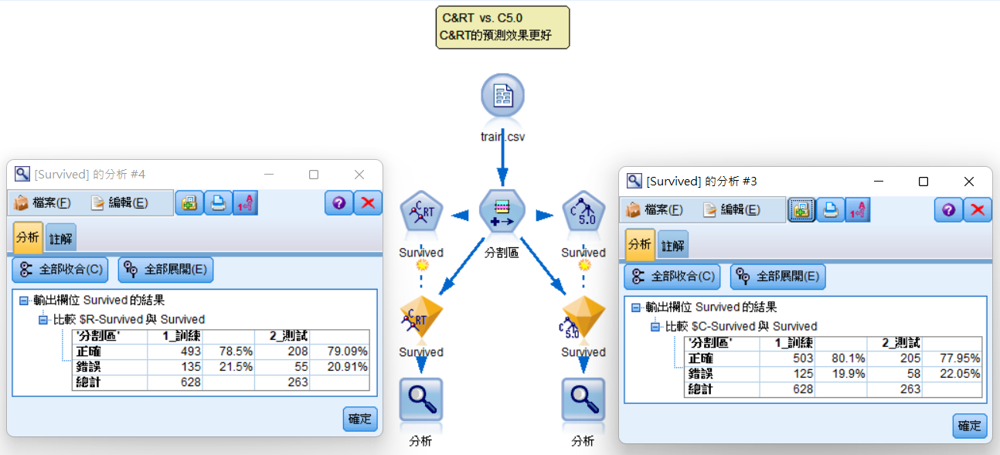 C&RT vs. C5.0
C&RT的預測效果更好
train.csv
分割區
C RT
Survived
C 5.0
Survived
C RT
Survived
C 5.0
Survived
分析
分析
[Survived] 的分析 #4
檔案(F) 編輯(E)
分析 註解
全部收合(C) 全部展開(E)
輸出欄位 Survived 的結果
比較 $R-Survived 與 Survived
'分割區' 1_訓練 2_測試
正確 493 78.5% 208 79.09%
錯誤 135 21.5% 55 20.91%
總計 628 263
確定
[Survived] 的分析 #3
檔案(F) 編輯(E)
分析 註解
全部收合(C) 全部展開(E)
輸出欄位 Survived 的結果
比較 $C-Survived 與 Survived
'分割區' 1_訓練 2_測試
正確 503 80.1% 205 77.95%
錯誤 125 19.9% 58 22.05%
總計 628 263
確定